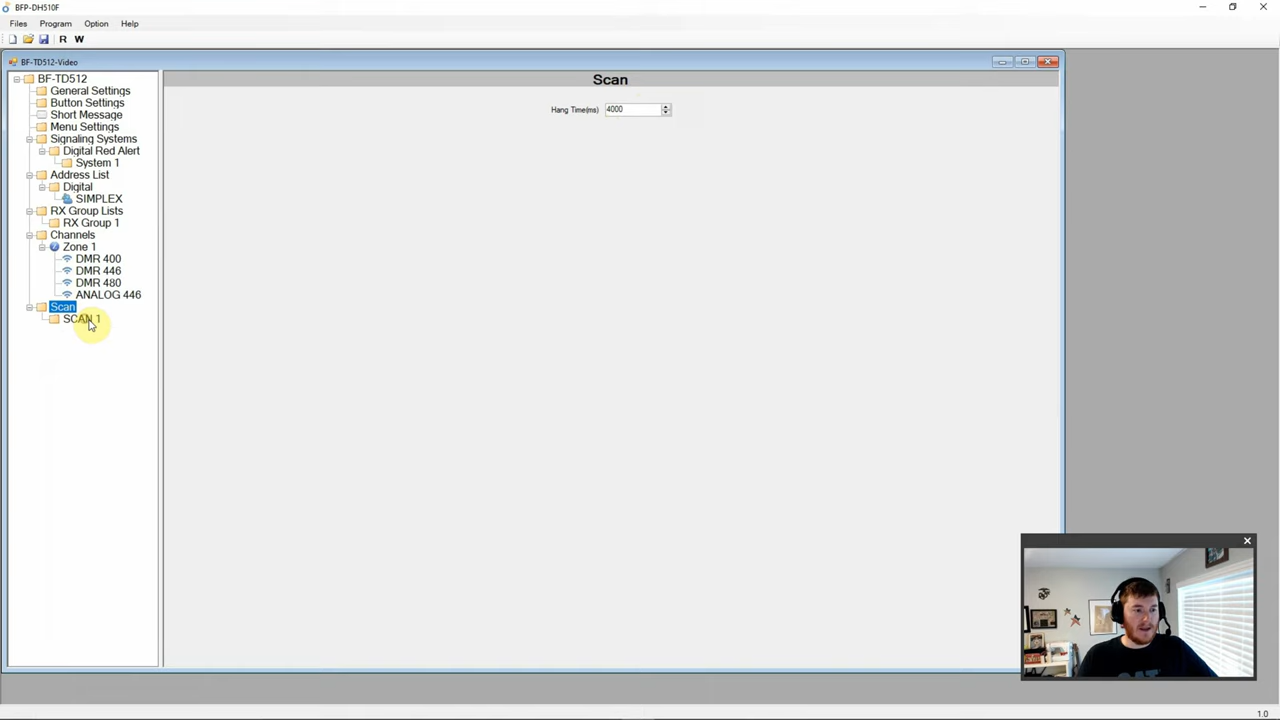 BFP-DH510F
Files Program Option Help
R W
BF-TD512-Video
BF-TD512
General Settings
Button Settings
Short Message
Menu Settings
Signaling Systems
Digital Red Alert
System 1
Address List
Digital
SIMPLEX
RX Group Lists
RX Group 1
Channels
Zone 1
DMR 400
DMR 446
DMR 480
ANALOG 446
Scan
SCAN 1
Scan
Hang Time(ms) 4000
1.0